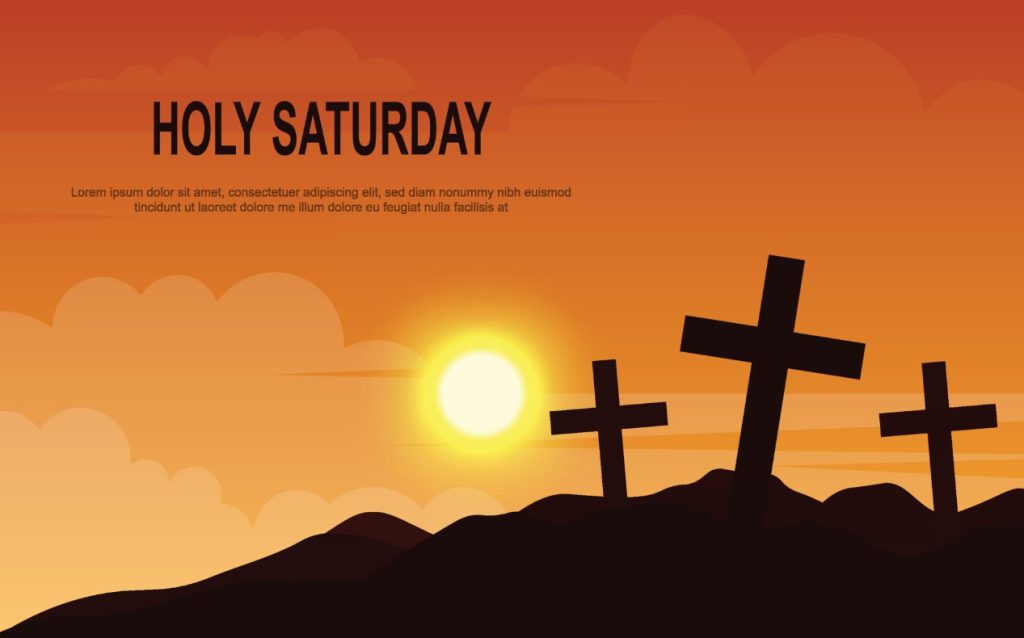 HOLY SATURDAY
Lorem ipsum dolor sit amet, consectetuer adipiscing elit, sed diam nonummy nibh euismod
tincidunt ut laoreet dolore me illum dolore eu feugiat nulla facilisis at